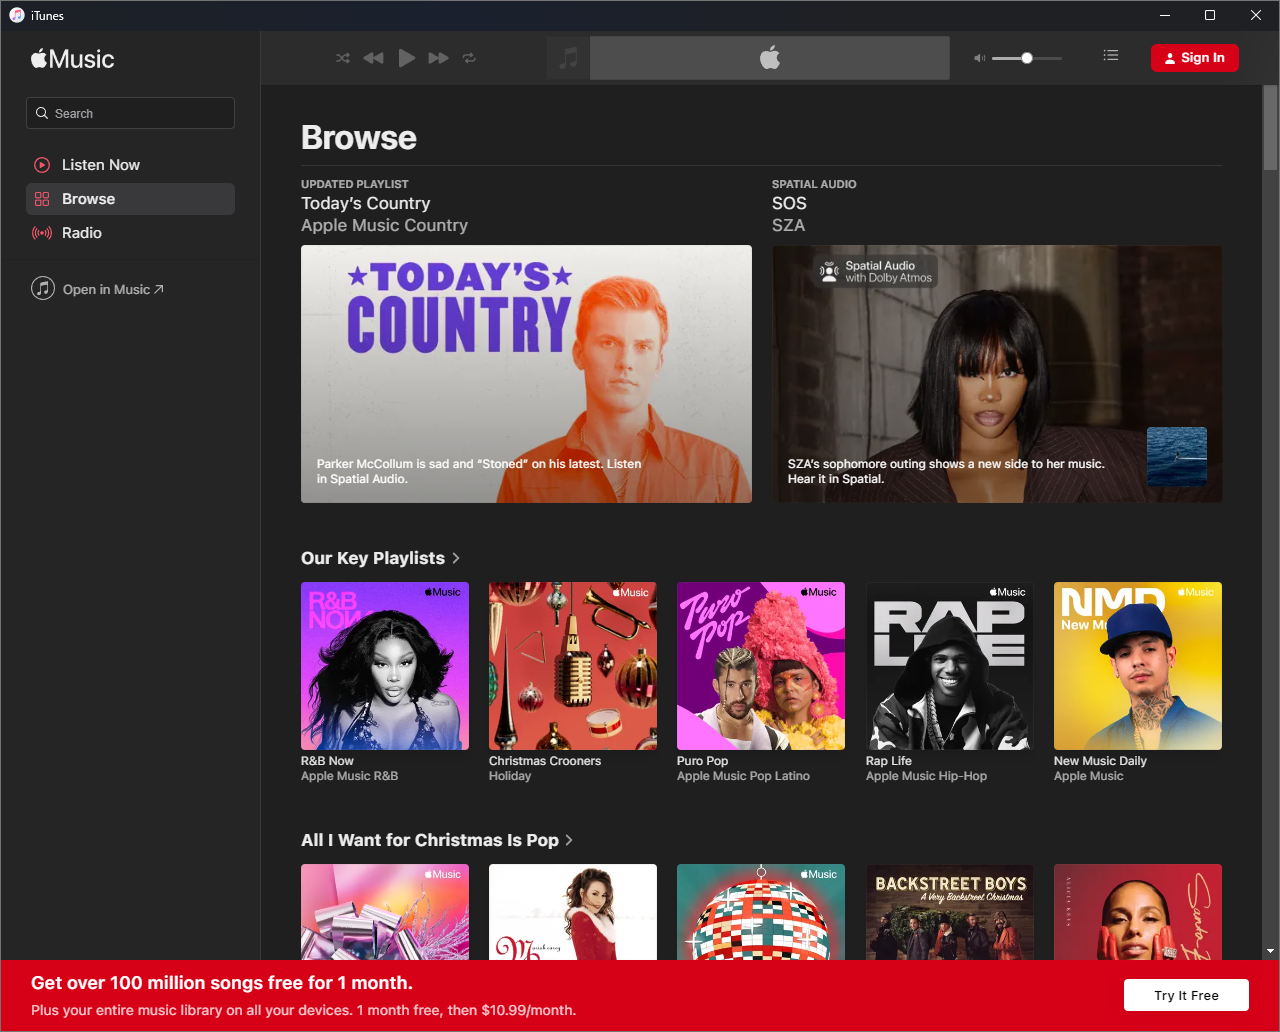 iTunes
Music
Sign In
Search
Listen Now
Browse
Radio
Open in Music
Browse
UPDATED PLAYLIST
Today's Country
Apple Music Country
TODAY'S
COUNTRY
Parker McCollum is sad and “Stoned” on his latest. Listen
in Spatial Audio.
SPATIAL AUDIO
SOS
SZA
Spatial Audio
with Dolby Atmos
SZA's sophomore outing shows a new side to her music.
Hear it in Spatial.
Our Key Playlists
Music
R&B
NOW
R&B Now
Apple Music R&B
Music
Christmas Crooners
Holiday
Music
Puro
Pop
Puro Pop
Apple Music Pop Latino
Music
RAP
LIFE
Rap Life
Apple Music Hip-Hop
Music
NMD
New Mu
New Music Daily
Apple Music
All I Want for Christmas Is Pop
Music
Mariah Carey
Music
BACKSTREET BOYS
A Very Backstreet Christmas
ALICIA KEYS
Santa
Get over 100 million songs free for 1 month.
Plus your entire music library on all your devices. 1 month free, then $10.99/month.
Try It Free